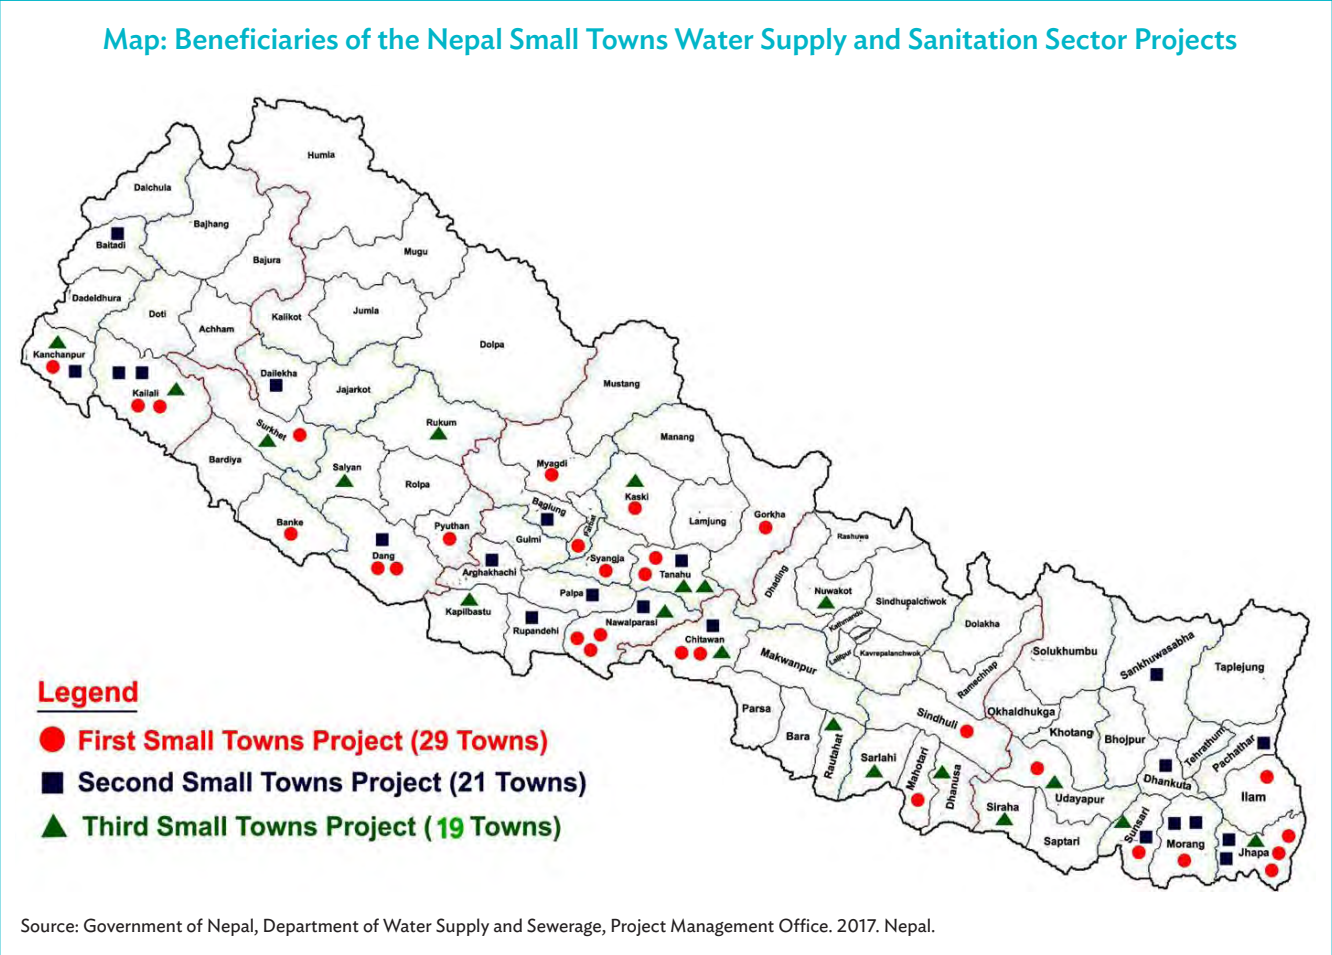 Map: Beneficiaries of the Nepal Small Towns Water Supply and Sanitation Sector Projects
Humla
Daichula
Bajhang
Baitadi
Bajura
Mugu
Dadeldhura
Doti
Achham
Kalikot
Jumla
Dolpa
Kanchanpur
Kailali
Dailekha
Jajarkot
Mustang
Surkhet
Rukum
Manang
Bardiya
Salyan
Rolpa
Myagdi
Kaski
Lamjung
Gorkha
Banke
Dang
Pyuthan
Baglung
Parbat
Gulmi
Syangja
Tanahu
Rashuwa
Arghakhachi
Palpa
Dhading
Nuwakot
Sindhupalchwok
Kapilbastu
Rupandehi
Nawalparasi
Chitawan
Kathmandu
Lalitpur
Kavrepalanchwok
Dolakha
Makwanpur
Ramechhap
Solukhumbu
Sankhuwasabha
Taplejung
Parsa
Bara
Rautahat
Sindhuli
Okhaldhukga
Khotang
Bhojpur
Tehrathum
Pachathar
Sarlahi
Mahotari
Dhanusa
Dhankuta
Ilam
Siraha
Udayapur
Saptari
Sunsari
Morang
Jhapa
Legend
First Small Towns Project (29 Towns)
Second Small Towns Project (21 Towns)
Third Small Towns Project (19 Towns)
Source: Government of Nepal, Department of Water Supply and Sewerage, Project Management Office. 2017. Nepal.